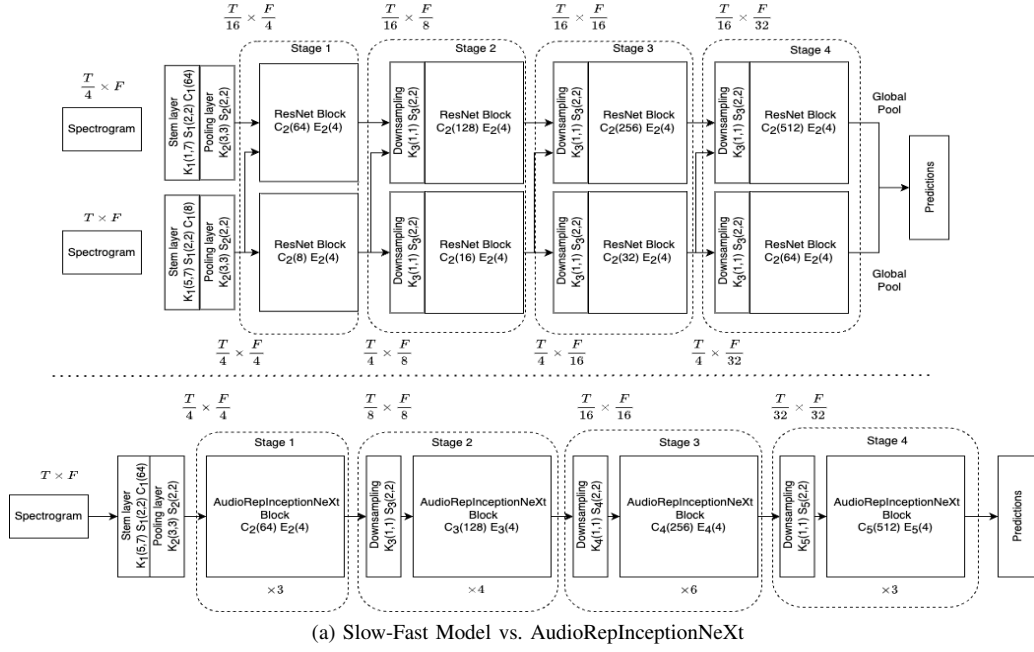 T/16 × F/4
T/16 × F/8
T/16 × F/16
T/16 × F/32
Stage 1
Stage 2
Stage 3
Stage 4
T/4 × F
Spectrogram
Stem layer
K1(1,7) S1(2,2) C1(64)
Pooling layer
K2(3,3) S2(2,2)
ResNet Block
C2(64) E2(4)
Downsampling
K3(1,1) S3(2,2)
ResNet Block
C2(128) E2(4)
Downsampling
K3(1,1) S3(2,2)
ResNet Block
C2(256) E2(4)
Downsampling
K3(1,1) S3(2,2)
ResNet Block
C2(512) E2(4)
Global
Pool
Predictions
T × F
Spectrogram
Stem layer
K1(5,7) S1(2,2) C1(8)
Pooling layer
K2(3,3) S2(2,2)
ResNet Block
C2(8) E2(4)
Downsampling
K3(1,1) S3(2,2)
ResNet Block
C2(16) E2(4)
Downsampling
K3(1,1) S3(2,2)
ResNet Block
C2(32) E2(4)
Downsampling
K3(1,1) S3(2,2)
ResNet Block
C2(64) E2(4)
Global
Pool
T/4 × F/4
T/4 × F/8
T/4 × F/16
T/4 × F/32
T/4 × F/4
T/8 × F/8
T/16 × F/16
T/32 × F/32
Stage 1
Stage 2
Stage 3
Stage 4
T × F
Spectrogram
Stem layer
K1(5,7) S1(2,2) C1(64)
Pooling layer
K2(3,3) S2(2,2)
AudioRepInceptionNeXt
Block
C2(64) E2(4)
×3
Downsampling
K3(1,1) S3(2,2)
AudioRepInceptionNeXt
Block
C3(128) E3(4)
×4
Downsampling
K4(1,1) S4(2,2)
AudioRepInceptionNeXt
Block
C4(256) E4(4)
×6
Downsampling
K5(1,1) S5(2,2)
AudioRepInceptionNeXt
Block
C5(512) E5(4)
×3
Predictions
(a) Slow-Fast Model vs. AudioRepInceptionNeXt